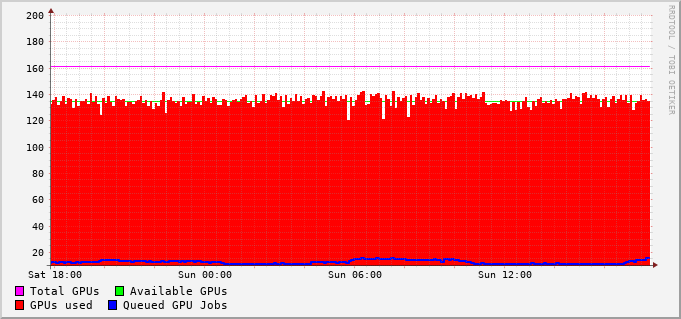 200
180
160
140
120
100
80
60
40
20
Sat 18:00 Sun 00:00 Sun 06:00 Sun 12:00
Total GPUs Available GPUs
GPUs used Queued GPU Jobs
RRDTOOL / TOBI OETIKER